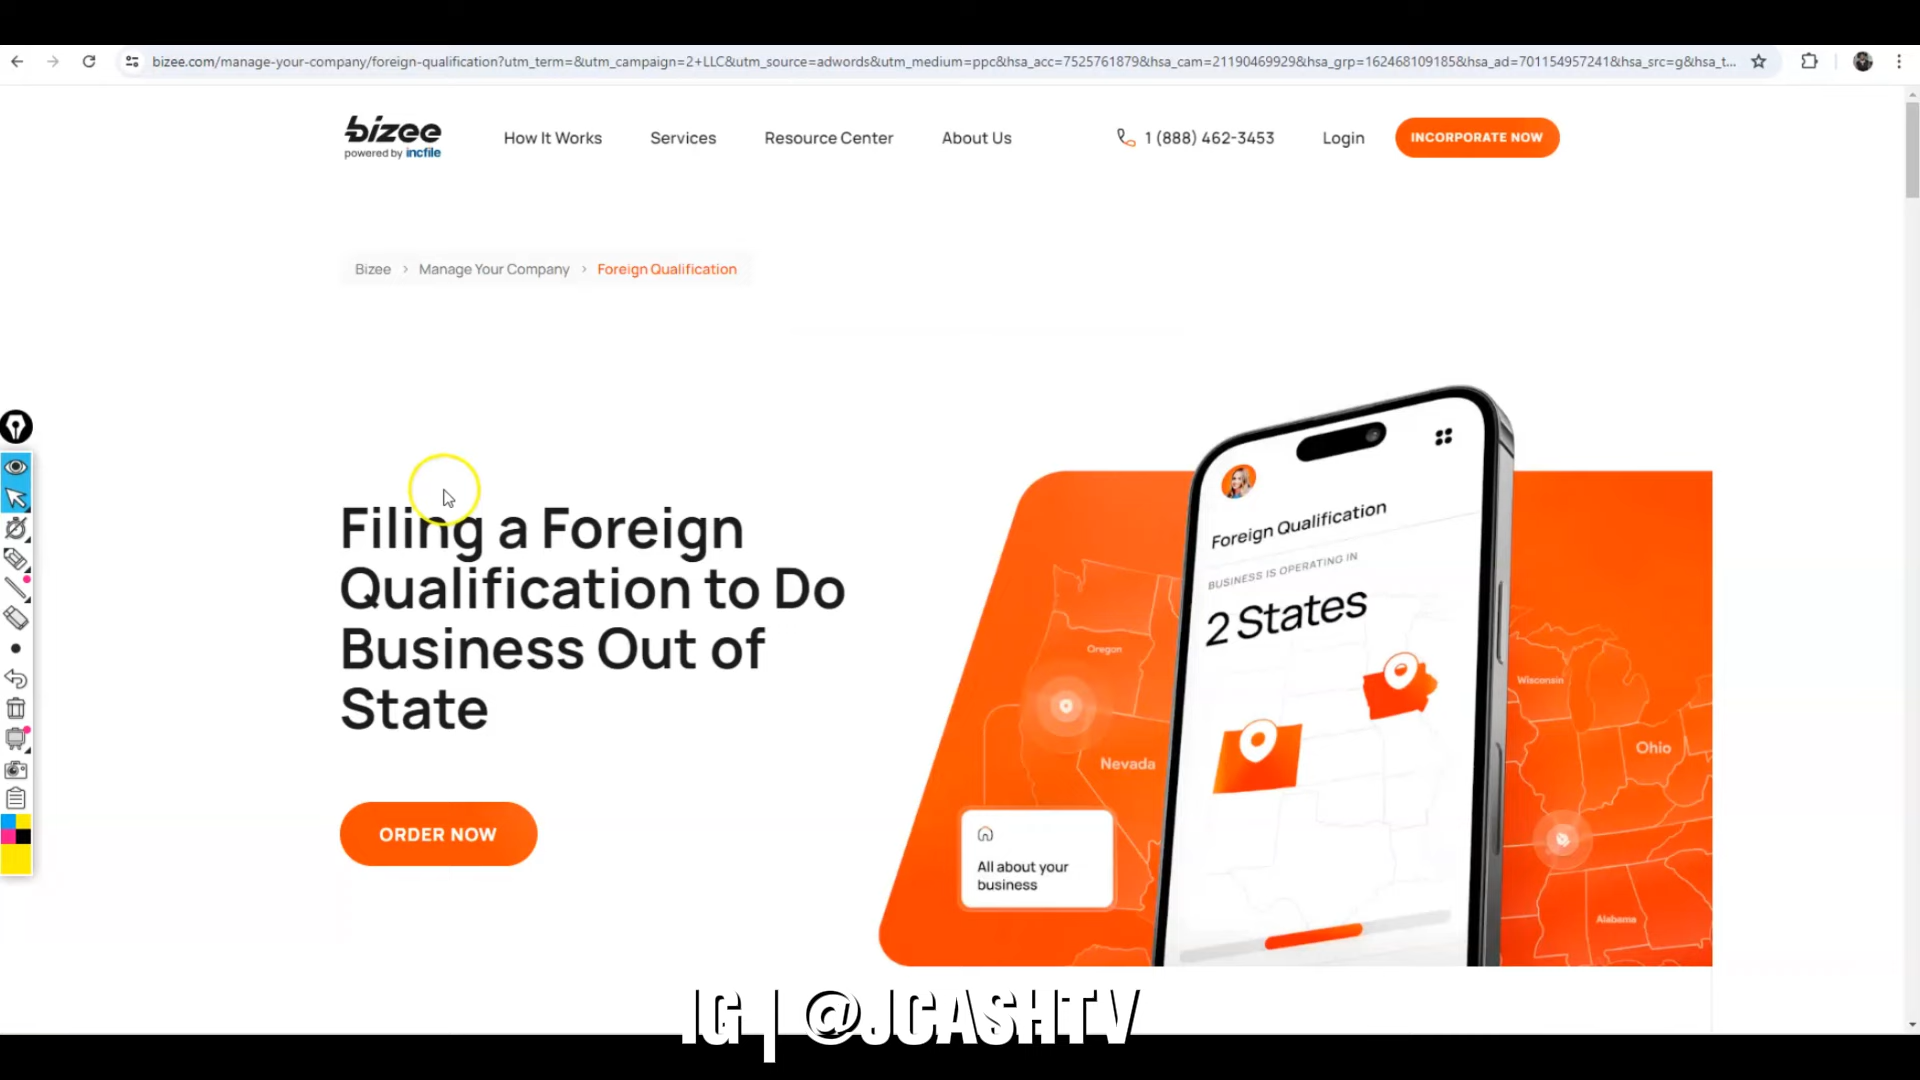 bizee.com/manage-your-company/foreign-qualification?utm_term=&utm_campaign=2+LLC&utm_source=adwords&utm_medium=ppc&hsa_acc=7525761879&hsa_cam=21190469929&hsa_grp=162468109185&hsa_ad=701154957241&hsa_src=g&hsa_t...
bizee
powered by incfile
How It Works
Services
Resource Center
About Us
1 (888) 462-3453
Login
INCORPORATE NOW
Bizee > Manage Your Company > Foreign Qualification
Filing a Foreign
Qualification to Do
Business Out of
State
ORDER NOW
Foreign Qualification
BUSINESS IS OPERATING IN
2 States
Oregon
Nevada
Wisconsin
Ohio
Alabama
All about your
business
IG | @JCASHTV